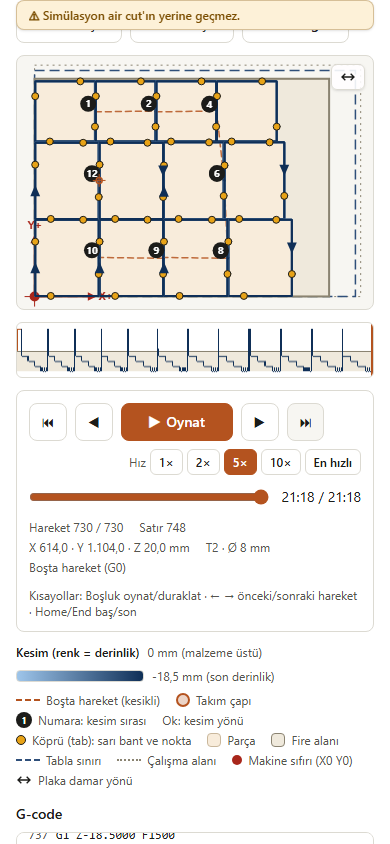 ⚠ Simülasyon air cut'ın yerine geçmez.
↔
1
2
4
12
6
Y+
10
9
8
X+
⏮ ◀ ▶ Oynat ▶ ⏭
Hız 1× 2× 5× 10× En hızlı
21:18 / 21:18
Hareket 730 / 730 Satır 748
X 614,0 · Y 1.104,0 · Z 20,0 mm T2 · Ø 8 mm
Boşta hareket (G0)
Kısayollar: Boşluk oynat/duraklat · ← → önceki/sonraki hareket
· Home/End baş/son
Kesim (renk = derinlik) 0 mm (malzeme üstü)
-18,5 mm (son derinlik)
Boşta hareket (kesikli) Takım çapı
1 Numara: kesim sırası Ok: kesim yönü
Köprü (tab): sarı bant ve nokta Parça Fire alanı
Tabla sınırı Çalışma alanı Makine sıfırı (X0 Y0)
↔ Plaka damar yönü
G-code
737 G1 Z-18.5000 F1500